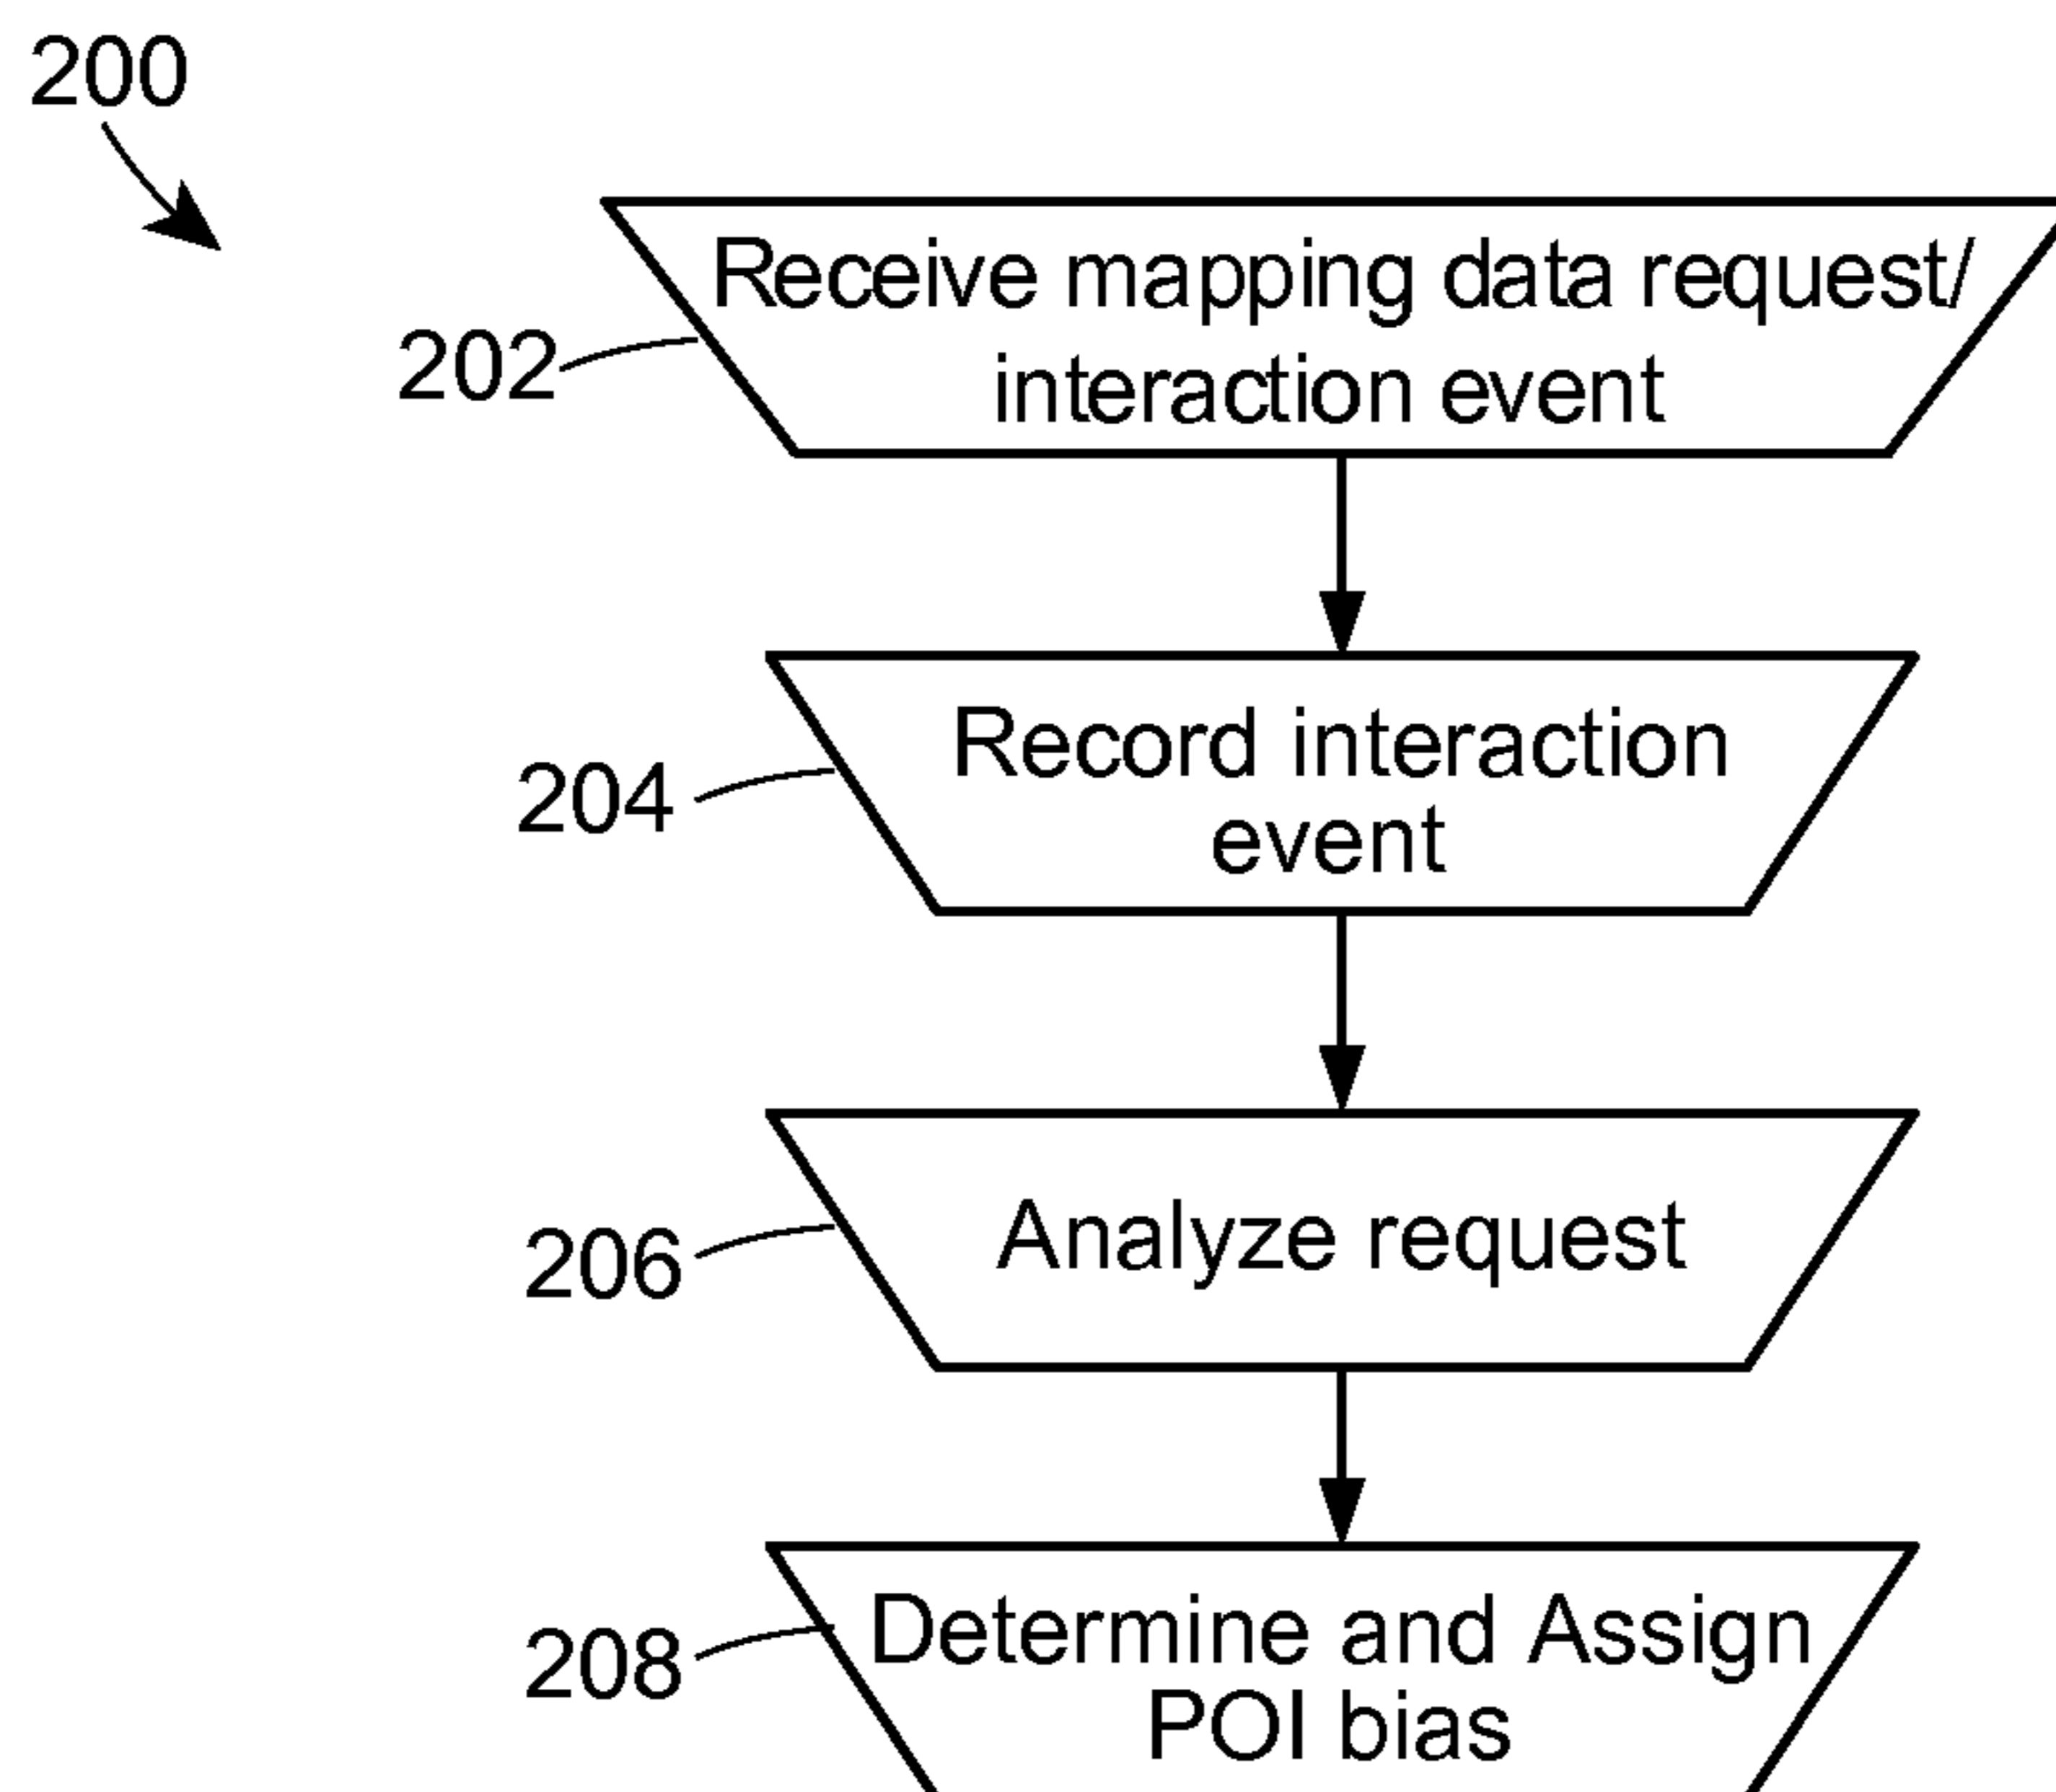 200
Receive mapping data request/
interaction event
202
Record interaction
event
204
Analyze request
206
Determine and Assign
POI bias
208